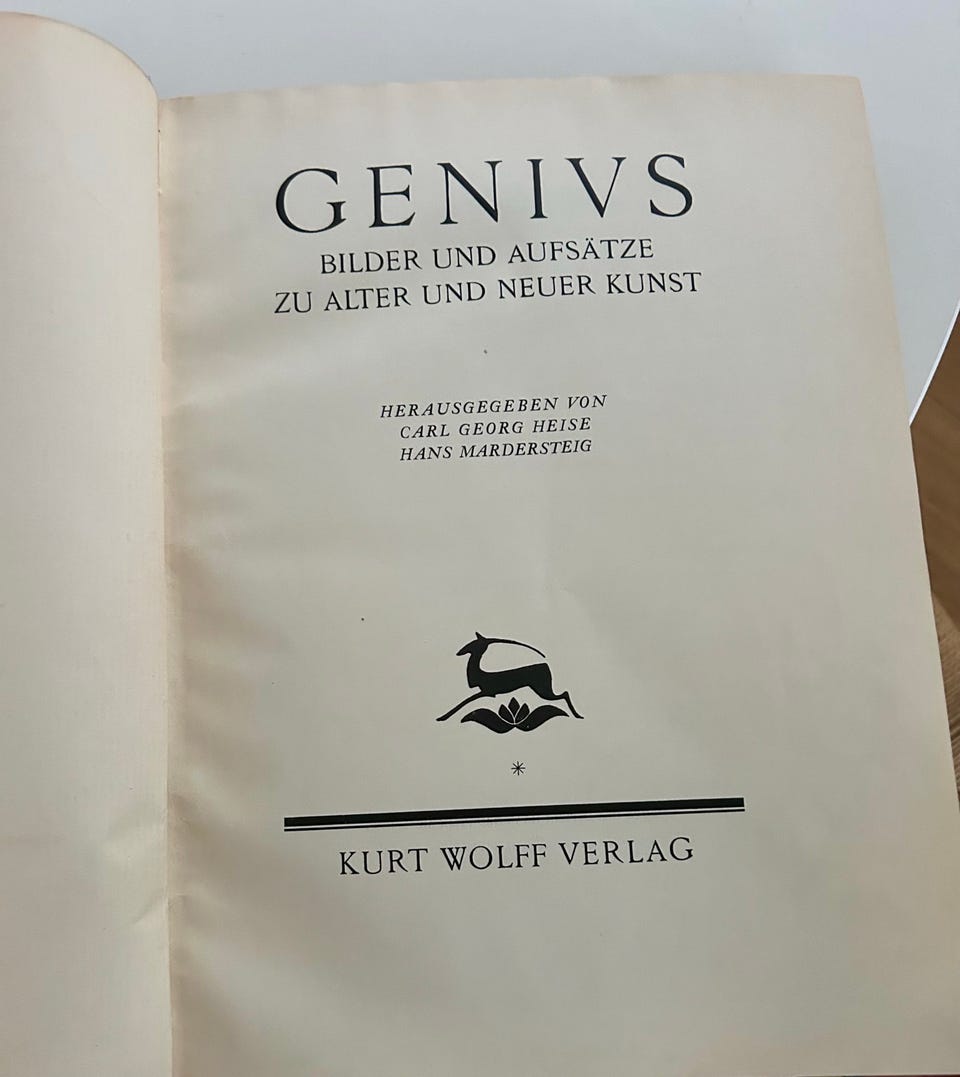 GENIVS
BILDER UND AUFSÄTZE
ZU ALTER UND NEUER KUNST
HERAUSGEGEBEN VON
CARL GEORG HEISE
HANS MARDERSTEIG
*
KURT WOLFF VERLAG